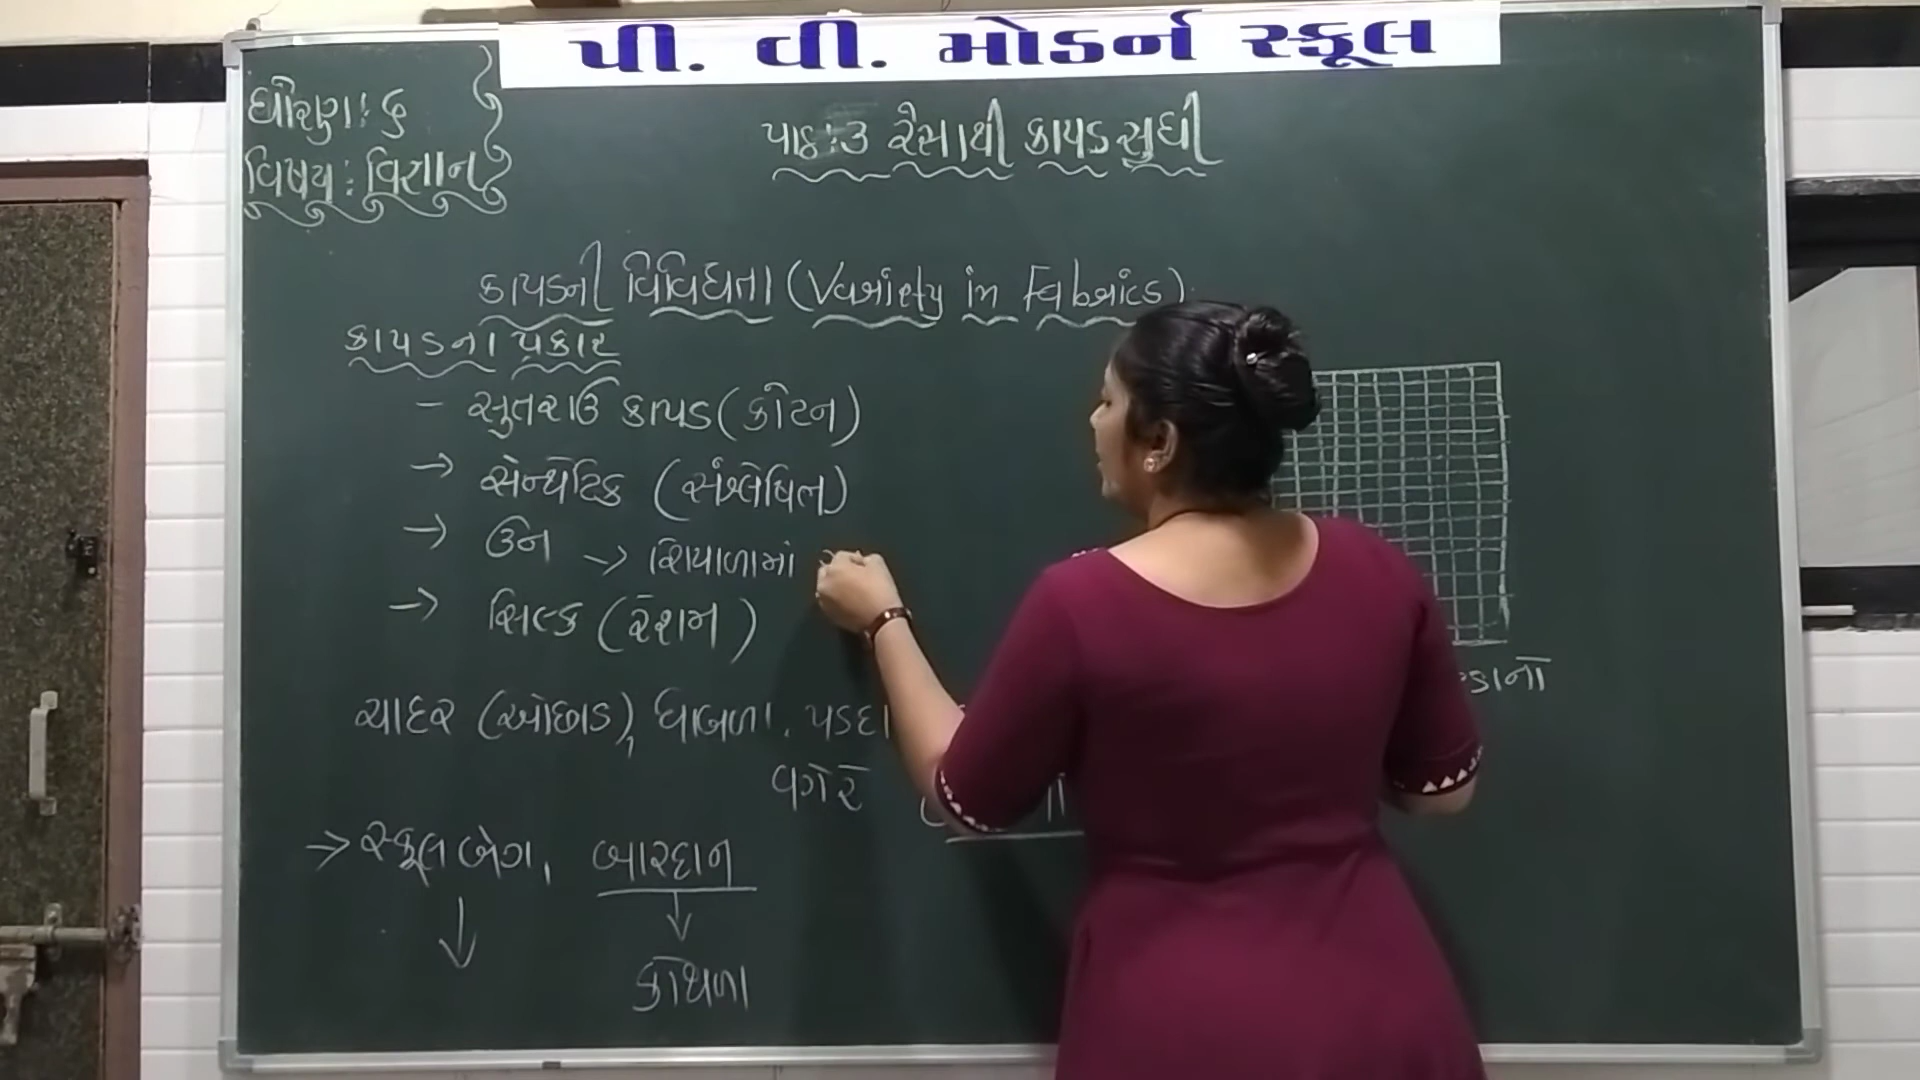 પી. વી. મોડર્ન સ્કૂલ
ધોરણ : ૬
વિષય : વિજ્ઞાન
પાઠ : ૩ રેસાથી કાપડ સુધી
કાપડની વિવિધતા (Variety in Fabrics)
કાપડના પ્રકાર
- સુતરાઉ કાપડ (કોટન)
→ સેન્થેટિક (સંશ્લેષિત)
→ ઉન → શિયાળામાં
→ સિલ્ક (રેશમ)
ચાદર (ઓછાડ), ધાબળા, પડદા
વગેરે
→ સ્કૂલ બેગ, બારદાન
↓ ↓
કોથળા